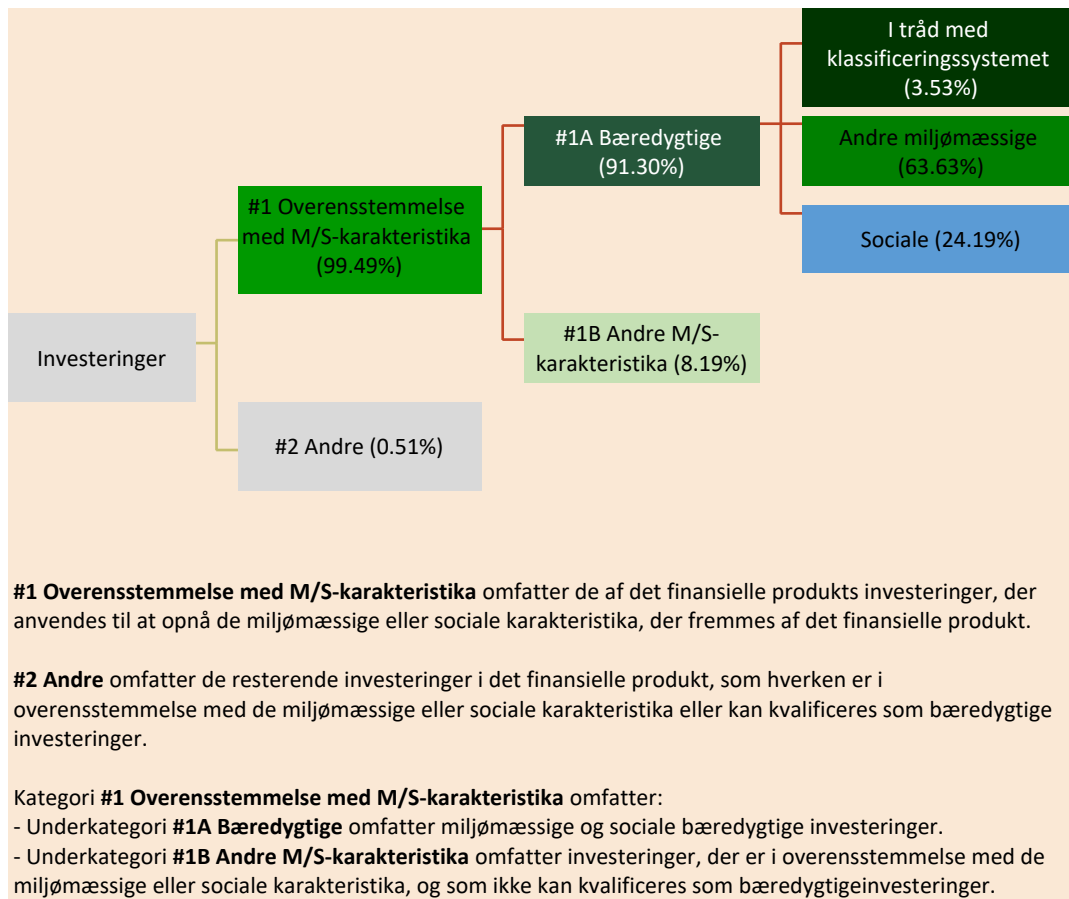 I tråd med
klassificeringssystemet
(3.53%)
#1A Bæredygtige
(91.30%)
Andre miljømæssige
(63.63%)
#1 Overensstemmelse
med M/S-karakteristika
(99.49%)
Sociale (24.19%)
Investeringer
#1B Andre M/S-
karakteristika (8.19%)
#2 Andre (0.51%)
#1 Overensstemmelse med M/S-karakteristika omfatter de af det finansielle produkts investeringer, der
anvendes til at opnå de miljømæssige eller sociale karakteristika, der fremmes af det finansielle produkt.
#2 Andre omfatter de resterende investeringer i det finansielle produkt, som hverken er i
overensstemmelse med de miljømæssige eller sociale karakteristika eller kan kvalificeres som bæredygtige
investeringer.
Kategori #1 Overensstemmelse med M/S-karakteristika omfatter:
- Underkategori #1A Bæredygtige omfatter miljømæssige og sociale bæredygtige investeringer.
- Underkategori #1B Andre M/S-karakteristika omfatter investeringer, der er i overensstemmelse med de
miljømæssige eller sociale karakteristika, og som ikke kan kvalificeres som bæredygtigeinvesteringer.